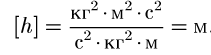 [h] = (кг² · м² · с²) / (с² · кг² · м) = м.